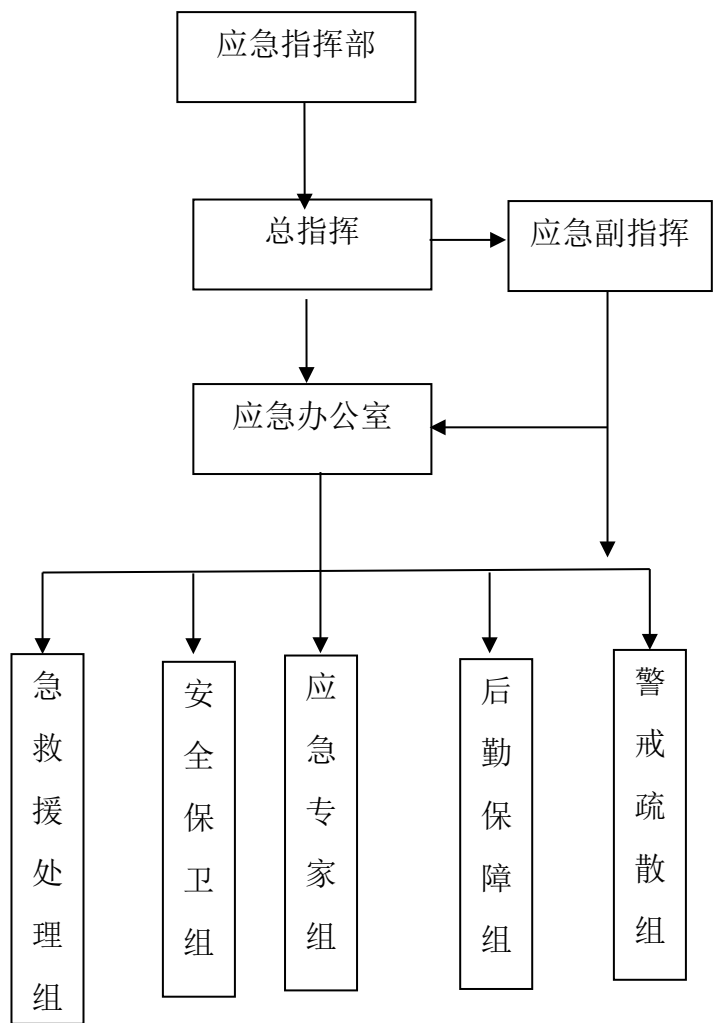 应急指挥部
总指挥
应急副指挥
应急办公室
急救援处理组
安全保卫组
应急专家组
后勤保障组
警戒疏散组